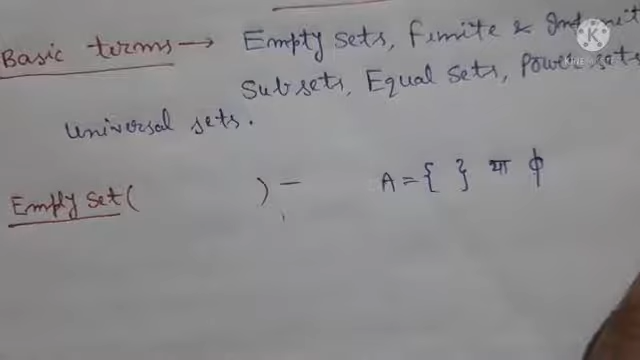 Basic terms → Empty sets, Finite & Infinit
Subsets, Equal sets, Power sets
universal sets.
Empty set ( ) – A = { } या ϕ